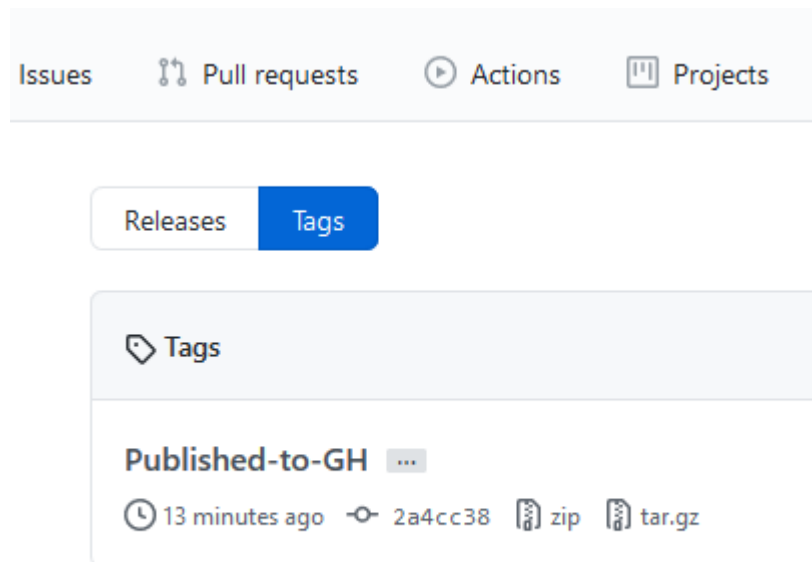 Issues Pull requests Actions Projects
Releases Tags
Tags
Published-to-GH ...
13 minutes ago 2a4cc38 zip tar.gz